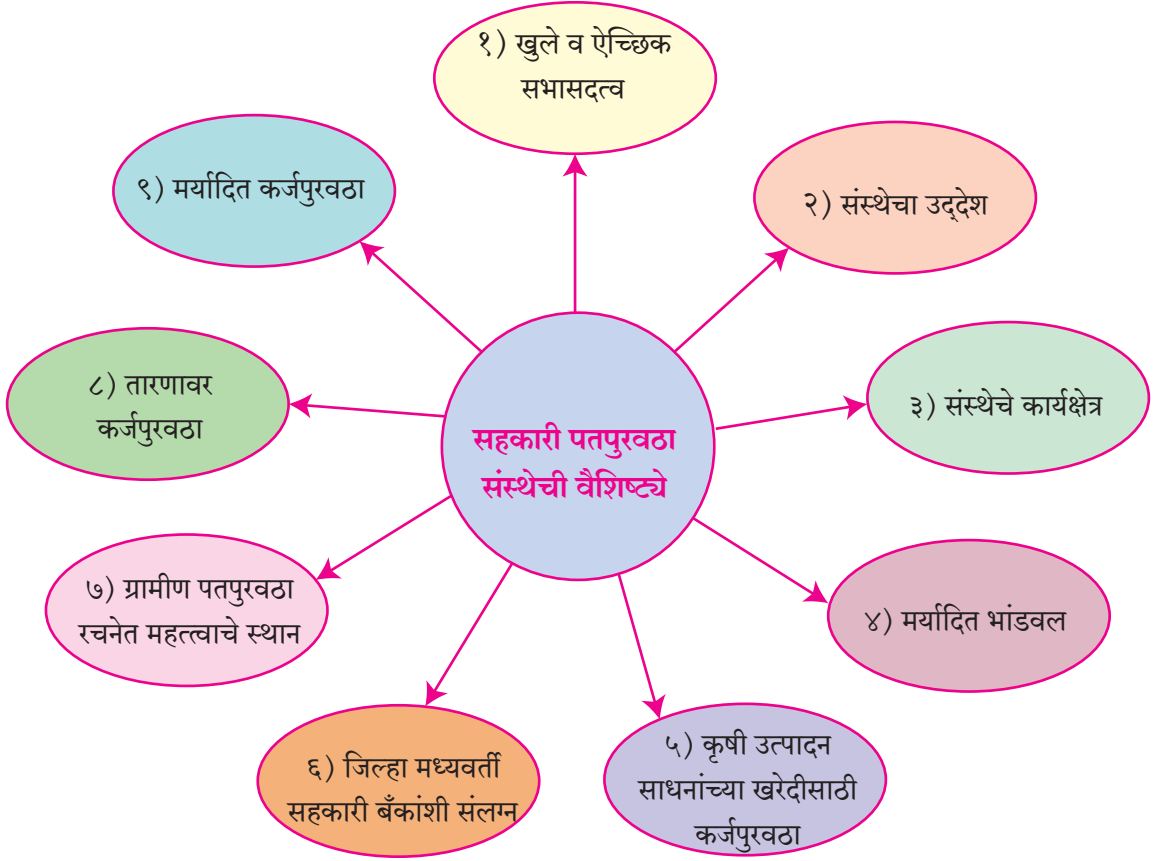 १) खुले व ऐच्छिक
सभासदत्व
२) संस्थेचा उद्‌देश
३) संस्थेचे कार्यक्षेत्र
४) मर्यादित भांडवल
५) कृषी उत्पादन
साधनांच्या खरेदीसाठी
कर्जपुरवठा
६) जिल्हा मध्यवर्ती
सहकारी बँकांशी संलग्न
७) ग्रामीण पतपुरवठा
रचनेत महत्त्वाचे स्थान
८) तारणावर
कर्जपुरवठा
९) मर्यादित कर्जपुरवठा
सहकारी पतपुरवठा
संस्थेची वैशिष्ट्ये